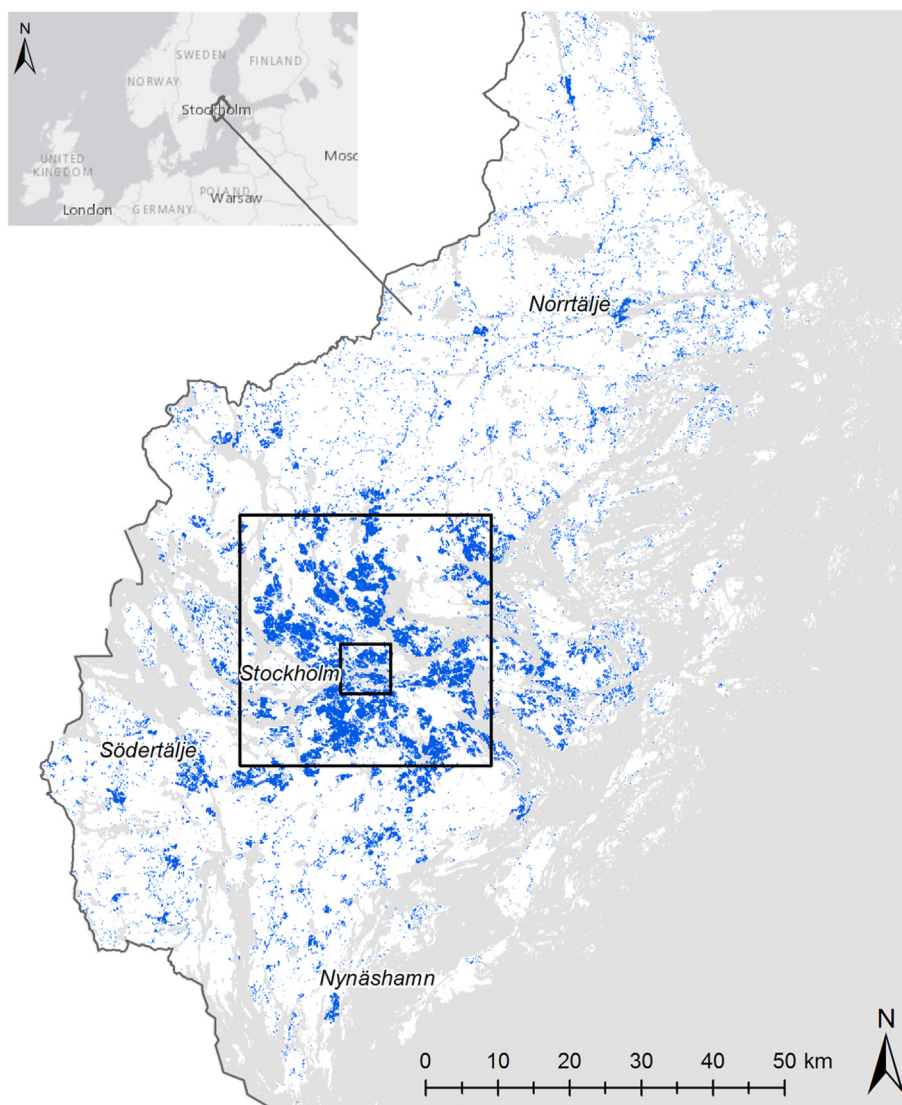 N
SWEDEN
FINLAND
NORWAY
Stockholm
Mosc
UNITED
KINGDOM
POLAND
London
GERMANY
Warsaw
Norrtälje
Stockholm
Södertälje
Nynäshamn
N
0 10 20 30 40 50 km